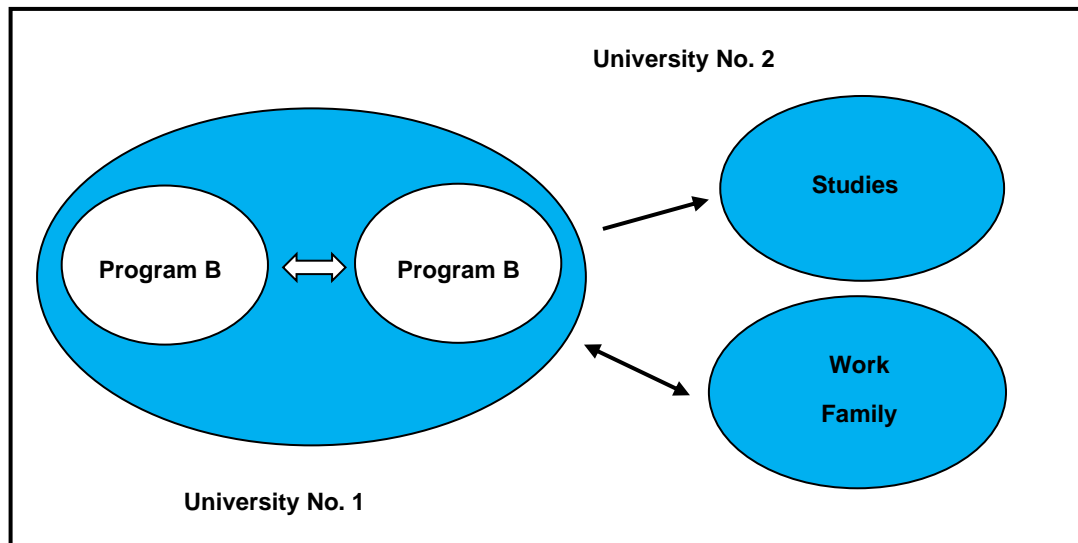 University No. 2
Studies
Program B
Program B
Work
Family
University No. 1